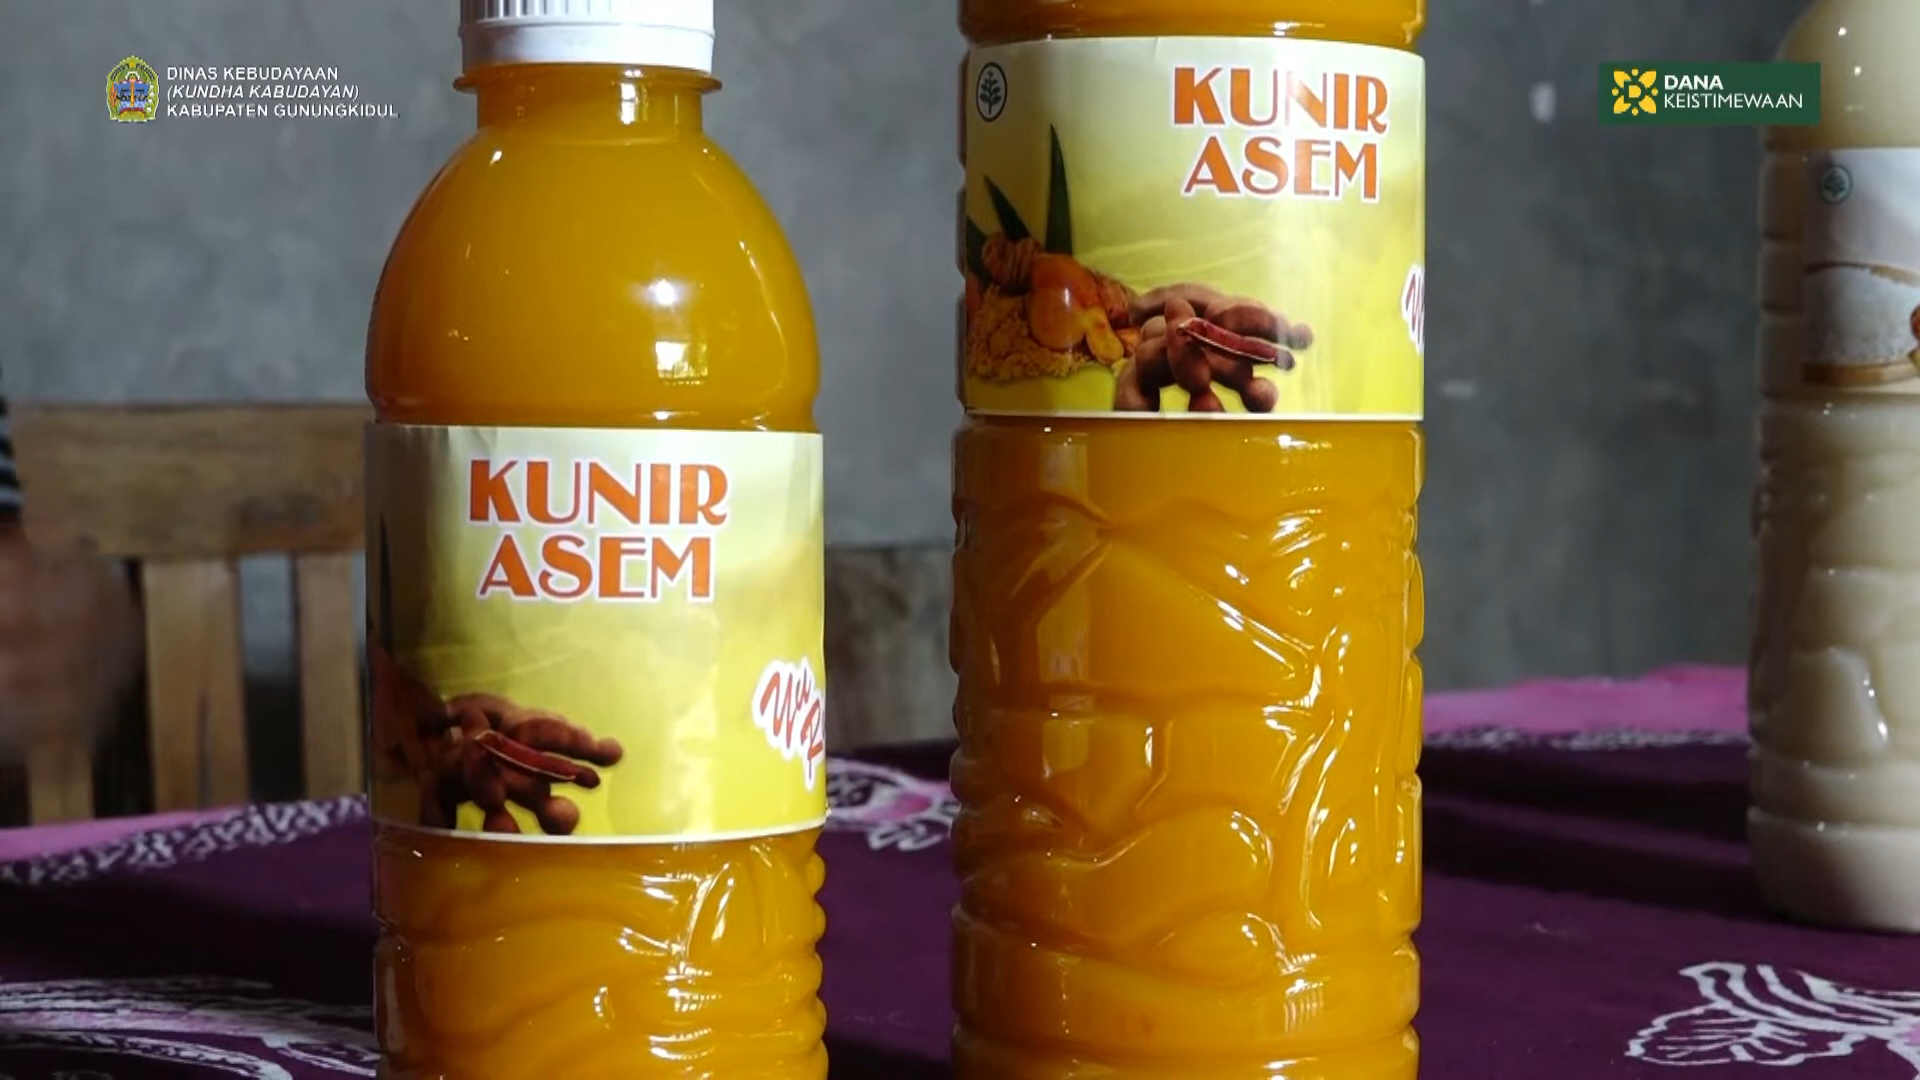 DINAS KEBUDAYAAN
(KUNDHA KABUDAYAN)
KABUPATEN GUNUNGKIDUL
DANA
KEISTIMEWAAN
KUNIR
ASEM
KUNIR
ASEM